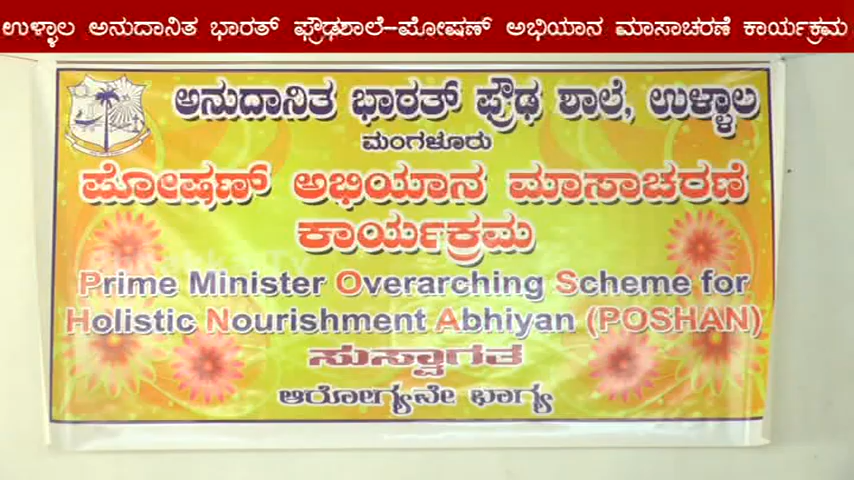 ಉಳ್ಳಾಲ ಅನುದಾನಿತ ಭಾರತ್ ಫ್ರೌಢಶಾಲೆ-ಪೋಷಣ್ ಅಭಿಯಾನ ಮಾಸಾಚರಣೆ ಕಾರ್ಯಕ್ರಮ
ಅನುದಾನಿತ ಭಾರತ್ ಪ್ರೌಢ ಶಾಲೆ, ಉಳ್ಳಾಲ
ಮಂಗಳೂರು
ಪೋಷಣ್ ಅಭಿಯಾನ ಮಾಸಾಚರಣೆ
ಕಾರ್ಯಕ್ರಮ
Prime Minister Overarching Scheme for
Holistic Nourishment Abhiyan (POSHAN)
ಸುಸ್ವಾಗತ
ಆರೋಗ್ಯನೇ ಭಾಗ್ಯ